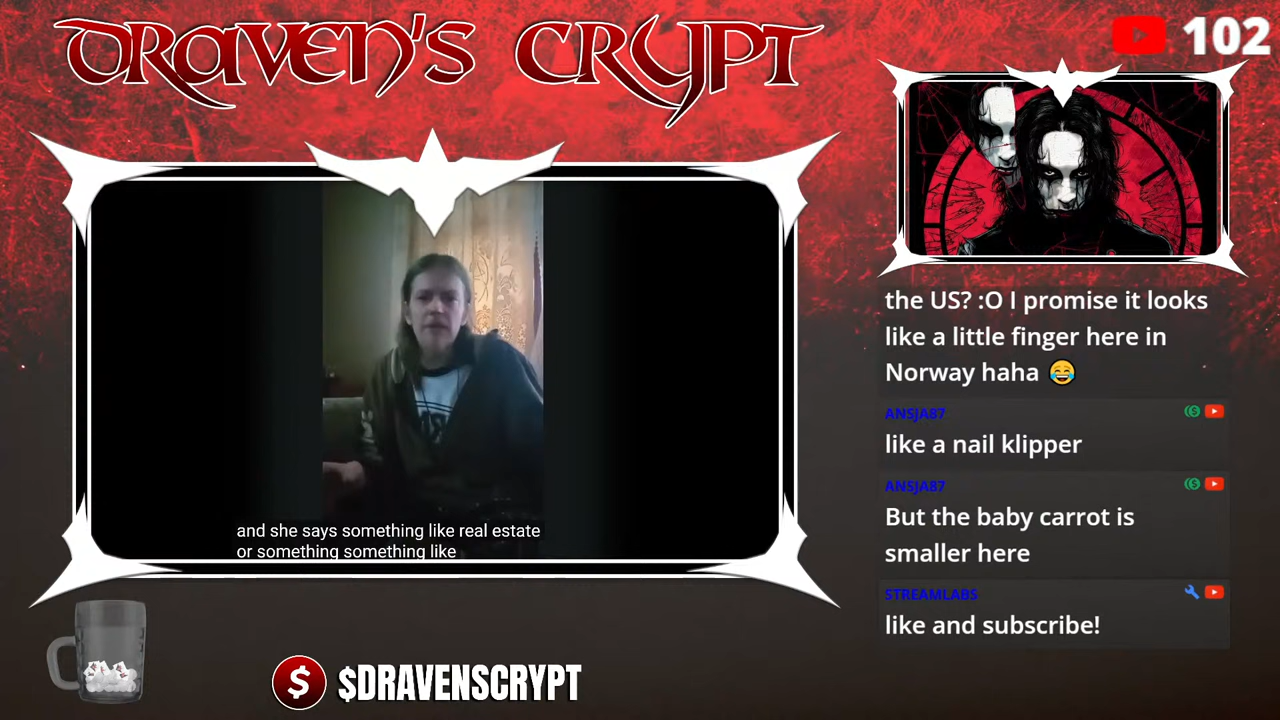 DRAVEN'S CRYPT
102
the US? :O I promise it looks
like a little finger here in
Norway haha 😂
ANSJA87
like a nail klipper
ANSJA87
But the baby carrot is
smaller here
STREAMLABS
like and subscribe!
and she says something like real estate
or something something like
$
$DRAVENSCRYPT